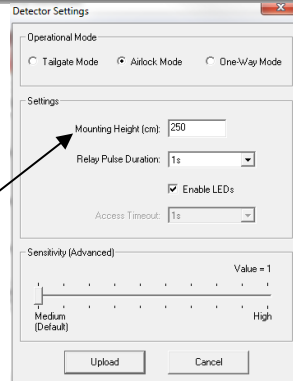 Detector Settings
Operational Mode
Tailgate Mode Airlock Mode One-Way Mode
Settings
Mounting Height (cm): 250
Relay Pulse Duration: 1s
Enable LEDs
Access Timeout: 1s
Sensitivity (Advanced)
Value = 1
Medium High
(Default)
Upload Cancel